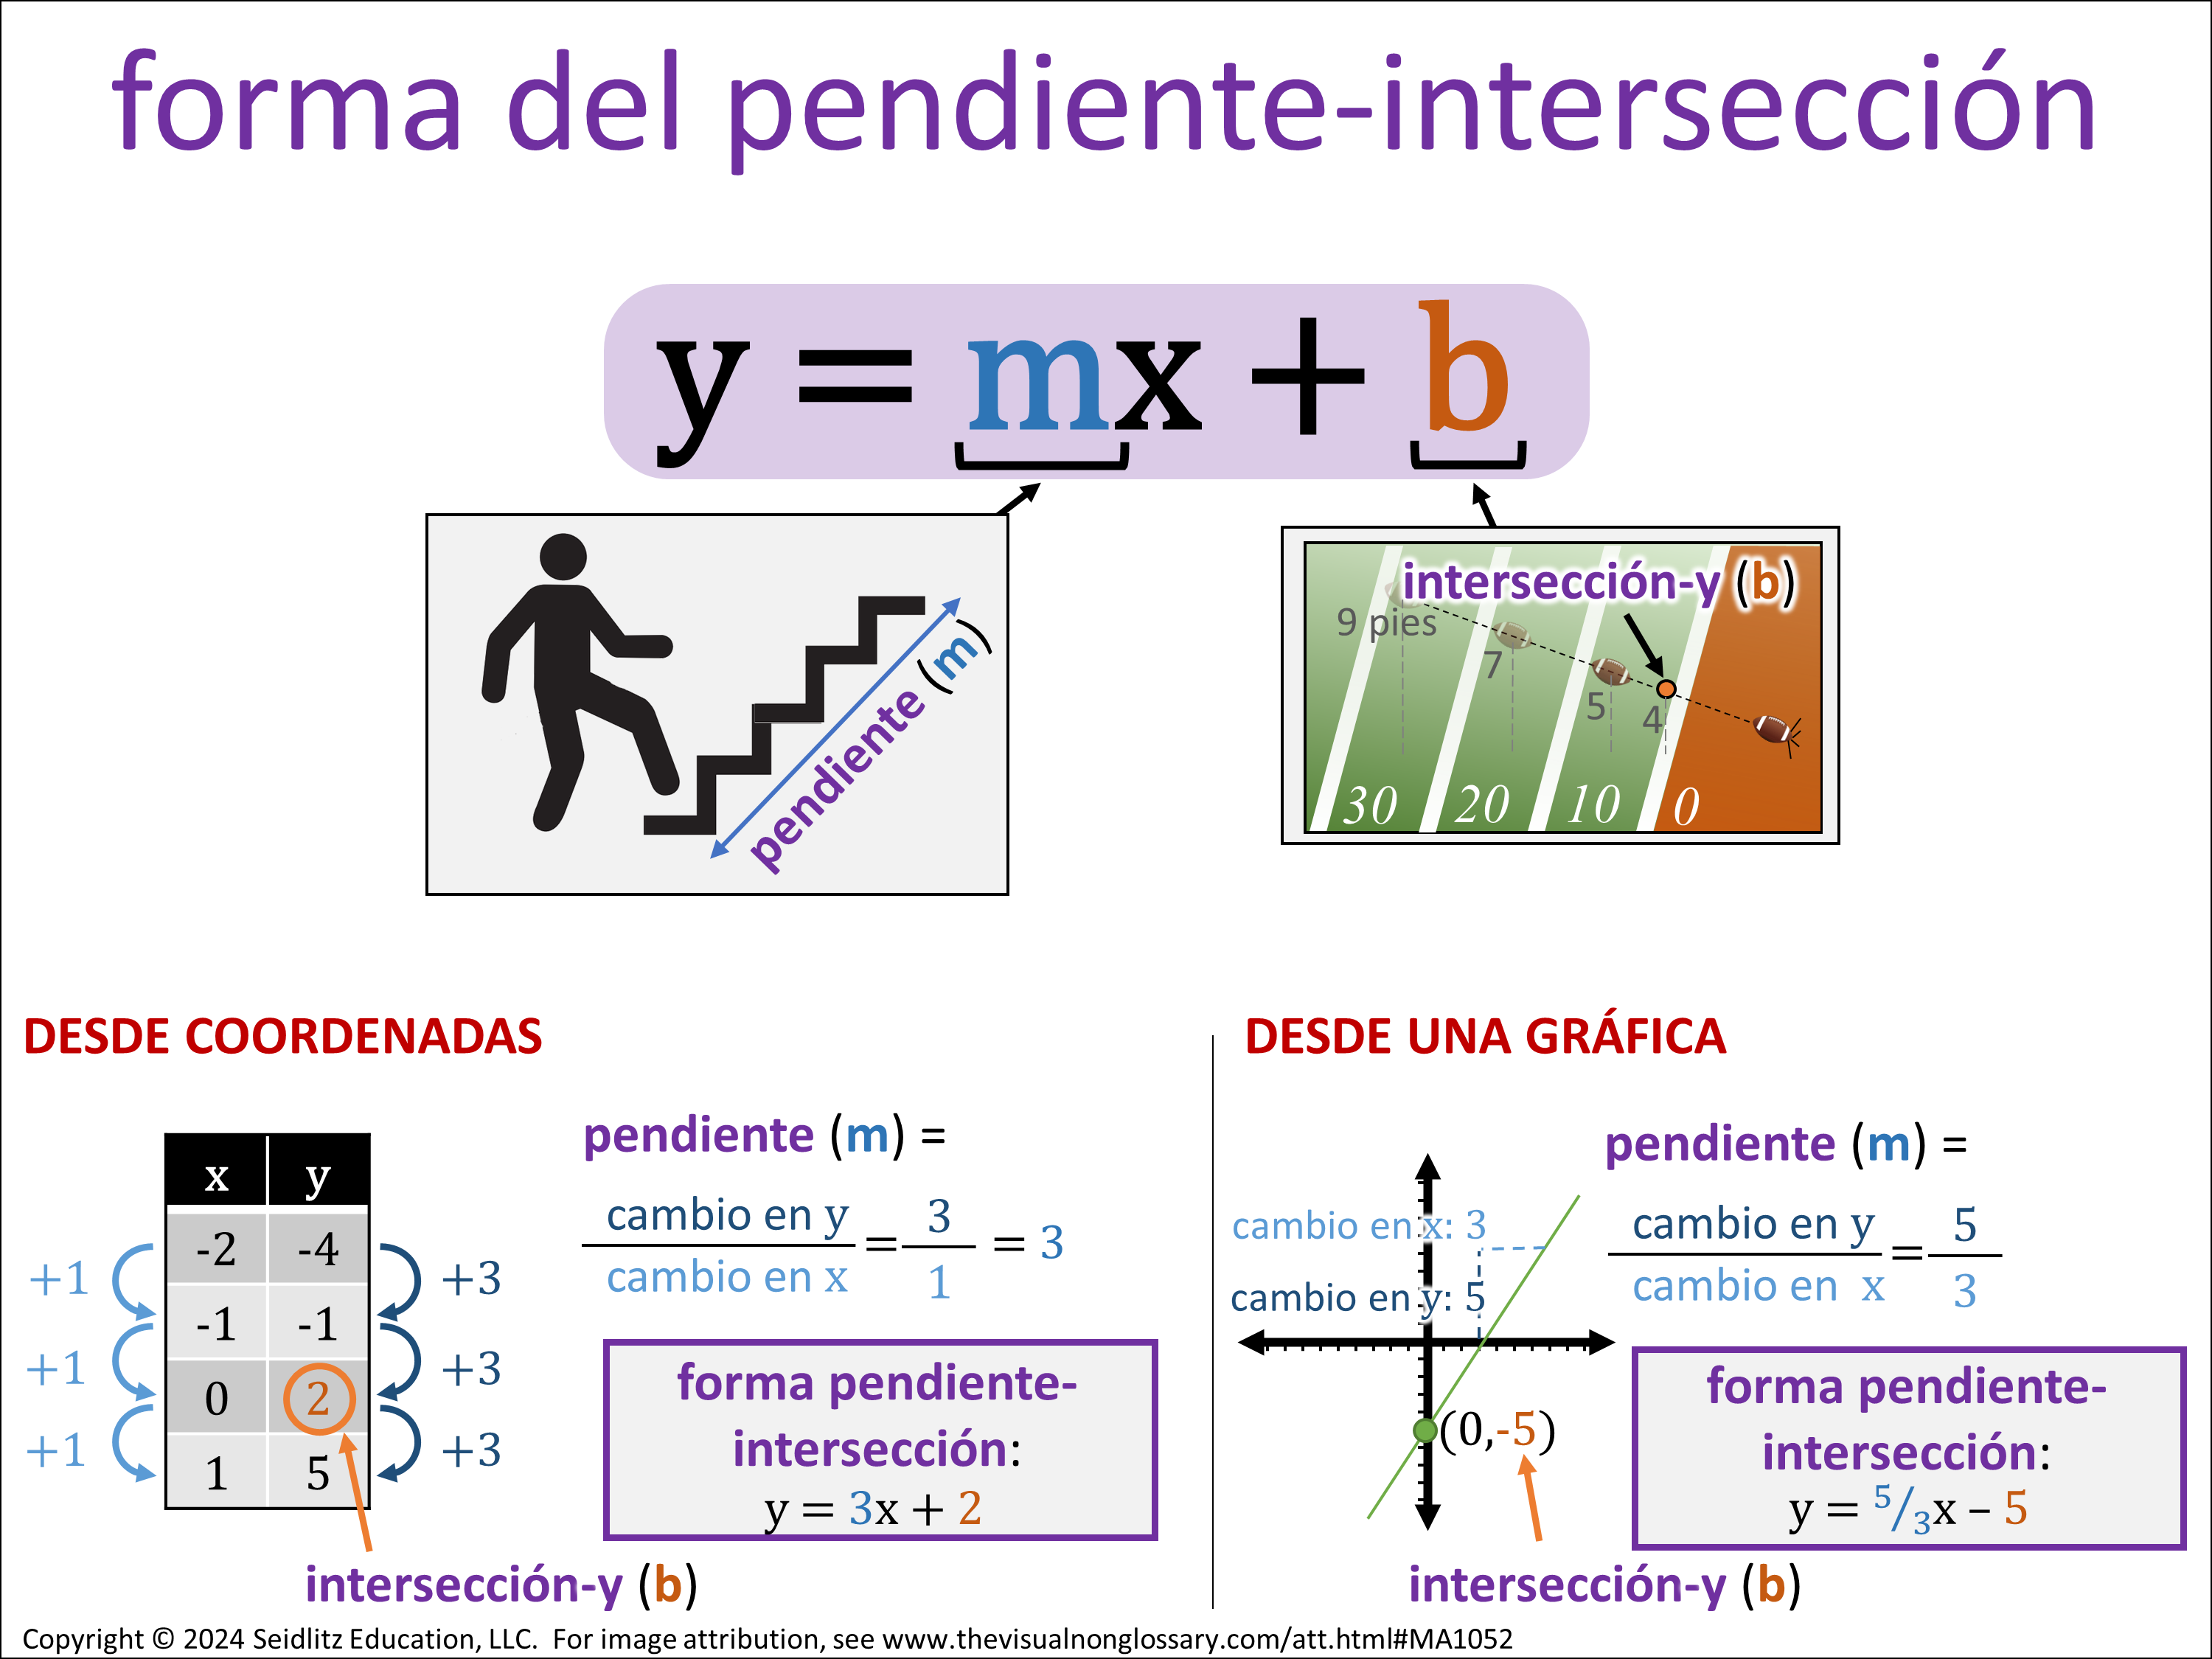 forma del pendiente-intersección
y = mx + b
pendiente (m)
intersección-y (b)
9 pies
7
5
4
30 20 10 0
DESDE COORDENADAS
x y
-2 -4
-1 -1
0 2
1 5
+1
+1
+1
+3
+3
+3
pendiente (m) =
cambio en y
cambio en x
= 3/1 = 3
forma pendiente-
intersección:
y = 3x + 2
intersección-y (b)
DESDE UNA GRÁFICA
cambio en x: 3
cambio en y: 5
(0,-5)
pendiente (m) =
cambio en y
cambio en x
= 5/3
forma pendiente-
intersección:
y = 5/3x – 5
intersección-y (b)
Copyright © 2024 Seidlitz Education, LLC. For image attribution, see www.thevisualnonglossary.com/att.html#MA1052